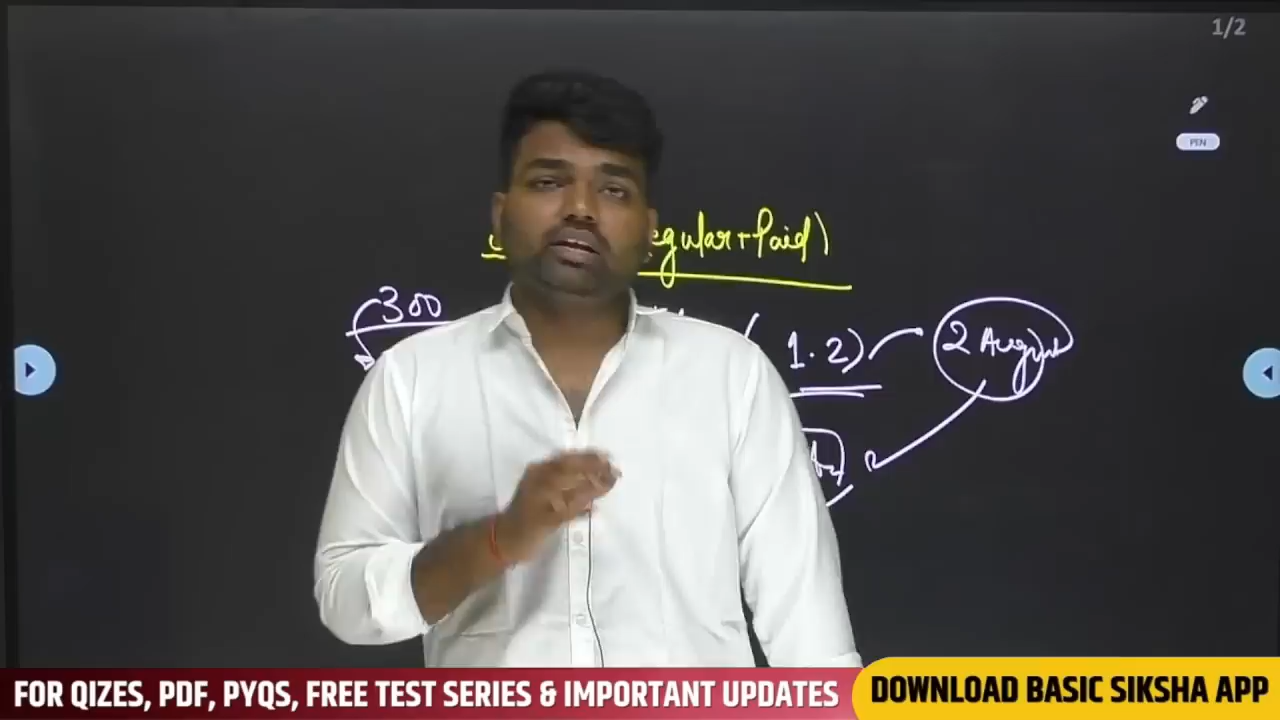 1/2
PEN
egular + Paid)
300
1.2)
2 August
FOR QIZES, PDF, PYQS, FREE TEST SERIES & IMPORTANT UPDATES
DOWNLOAD BASIC SIKSHA APP